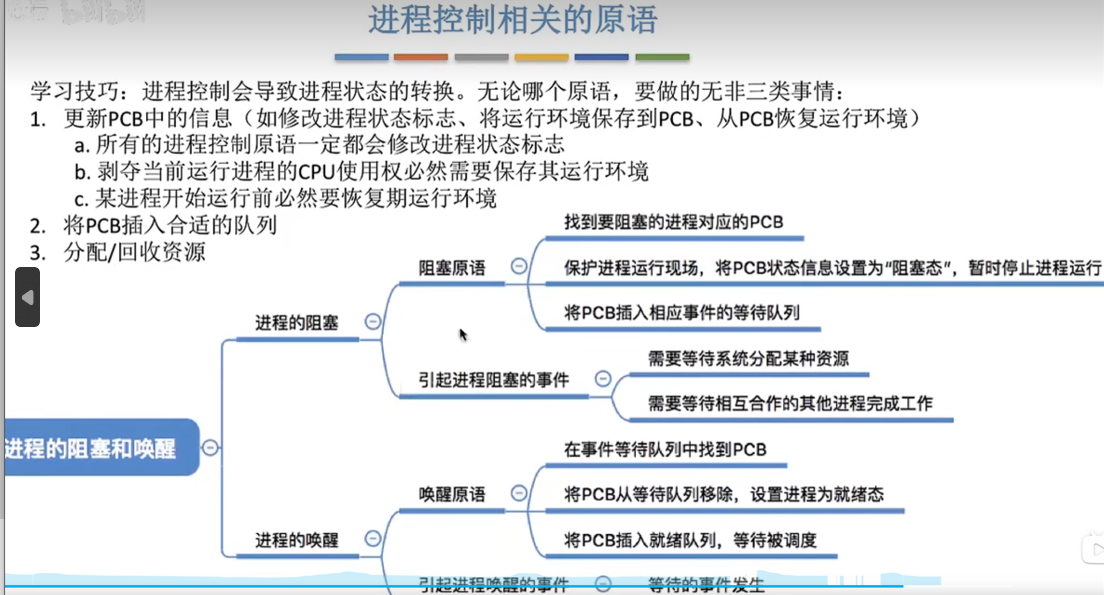 进程控制相关的原语
学习技巧：进程控制会导致进程状态的转换。无论哪个原语，要做的无非三类事情：
1. 更新PCB中的信息（如修改进程状态标志、将运行环境保存到PCB、从PCB恢复运行环境）
a. 所有的进程控制原语一定都会修改进程状态标志
b. 剥夺当前运行进程的CPU使用权必然需要保存其运行环境
c. 某进程开始运行前必然要恢复期运行环境
2. 将PCB插入合适的队列
3. 分配/回收资源
进程的阻塞和唤醒
进程的阻塞
阻塞原语
找到要阻塞的进程对应的PCB
保护进程运行现场，将PCB状态信息设置为“阻塞态”，暂时停止进程运行
将PCB插入相应事件的等待队列
引起进程阻塞的事件
需要等待系统分配某种资源
需要等待相互合作的其他进程完成工作
进程的唤醒
唤醒原语
在事件等待队列中找到PCB
将PCB从等待队列移除，设置进程为就绪态
将PCB插入就绪队列，等待被调度
引起进程唤醒的事件
等待的事件发生